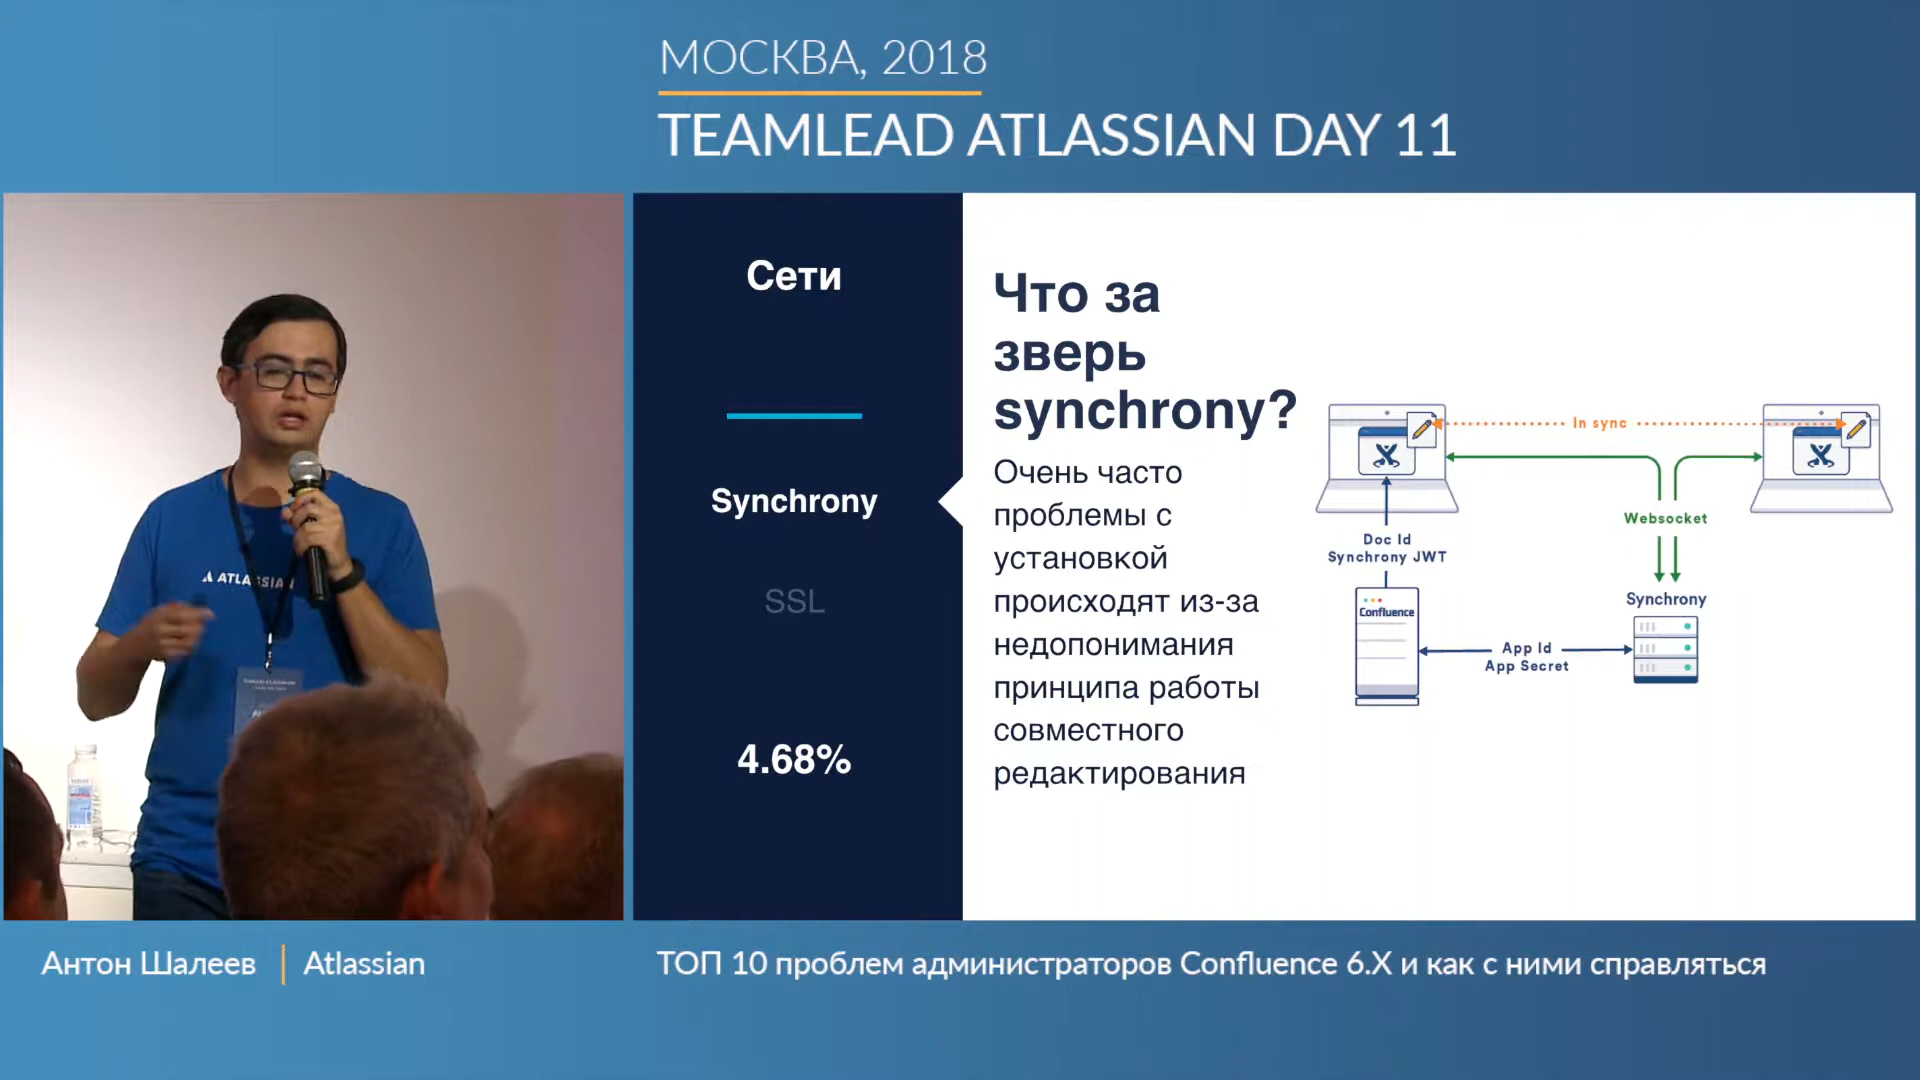 МОСКВА, 2018
TEAMLEAD ATLASSIAN DAY 11
ATLASSIAN
Сети
Synchrony
SSL
4.68%
Что за
зверь
synchrony?
Очень часто
проблемы с
установкой
происходят из-за
недопонимания
принципа работы
совместного
редактирования
In sync
Websocket
Doc Id
Synchrony JWT
Synchrony
Confluence
App Id
App Secret
Антон Шалеев | Atlassian
ТОП 10 проблем администраторов Confluence 6.X и как с ними справляться